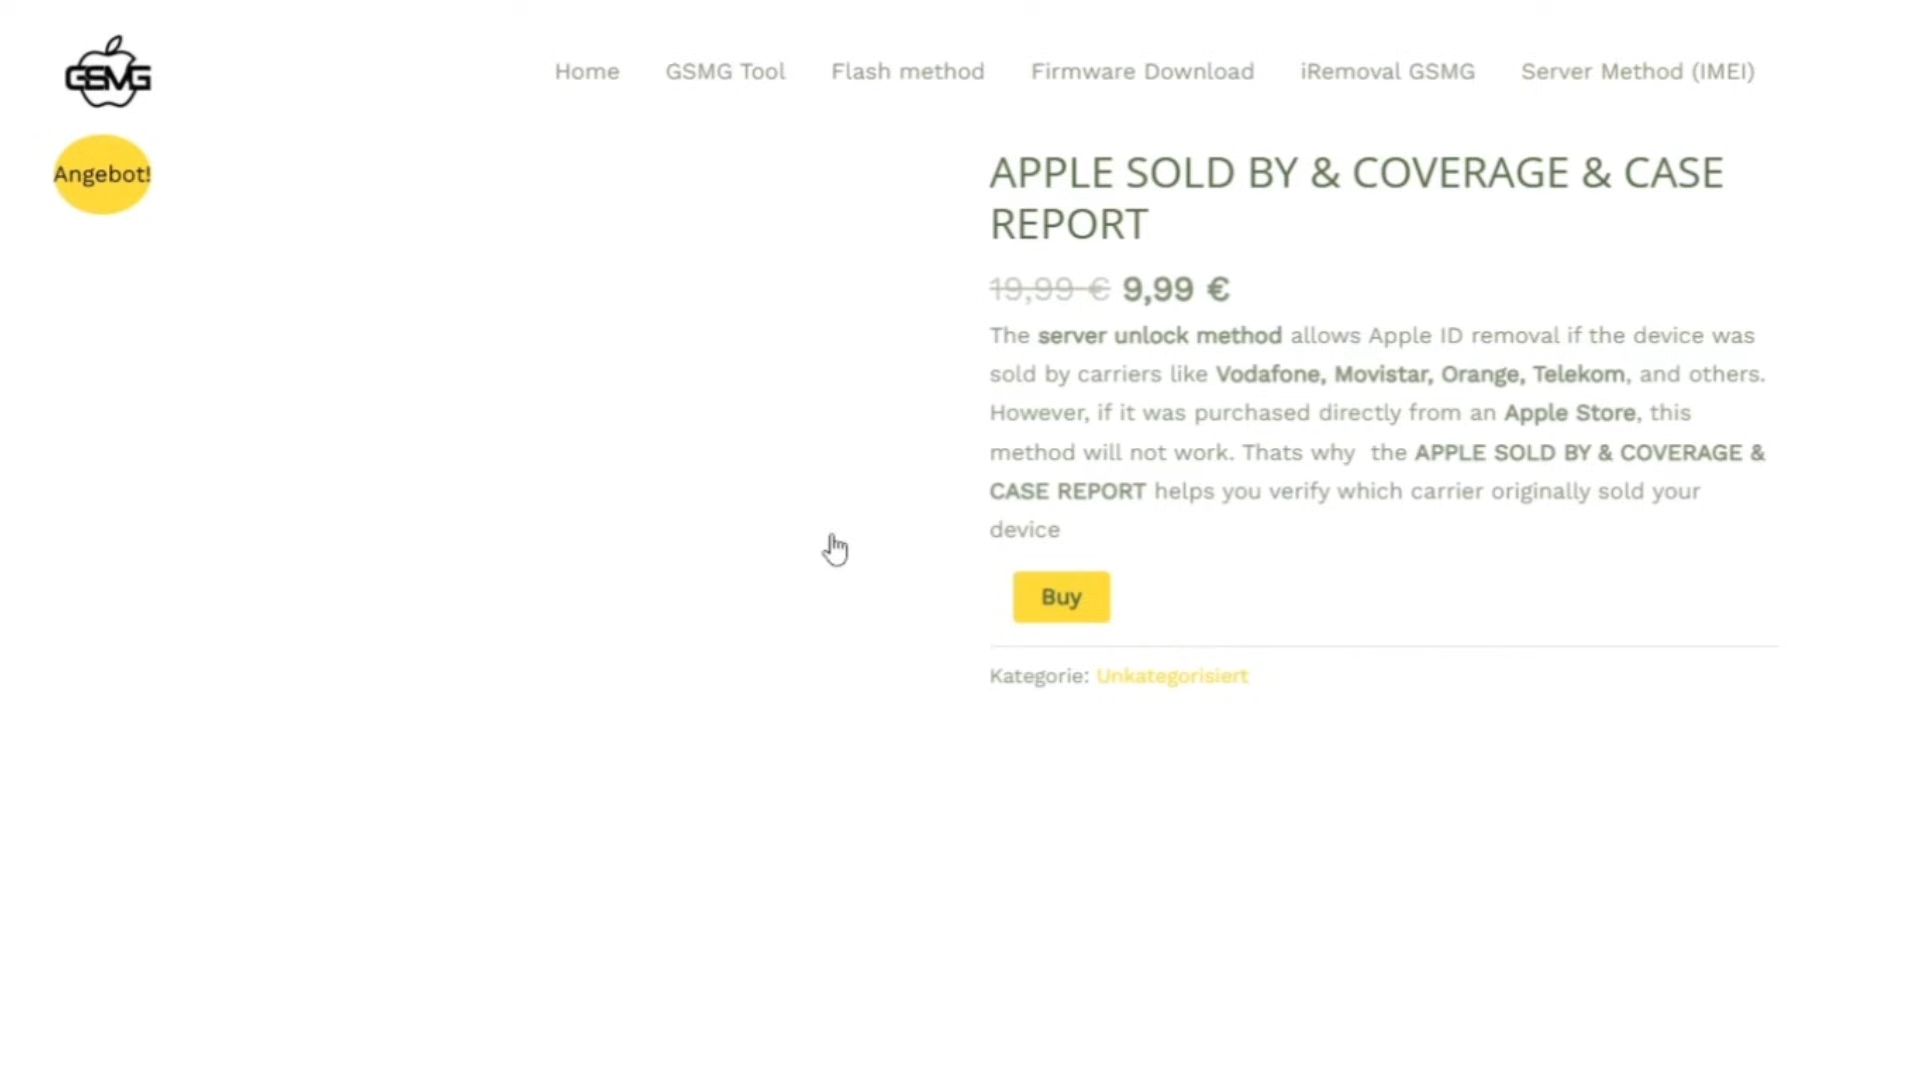 GSMG
Home GSMG Tool Flash method Firmware Download iRemoval GSMG Server Method (IMEI)
Angebot!
APPLE SOLD BY & COVERAGE & CASE
REPORT
19,99 € 9,99 €
The server unlock method allows Apple ID removal if the device was
sold by carriers like Vodafone, Movistar, Orange, Telekom, and others.
However, if it was purchased directly from an Apple Store, this
method will not work. Thats why the APPLE SOLD BY & COVERAGE &
CASE REPORT helps you verify which carrier originally sold your
device
Buy
Kategorie: Unkategorisiert